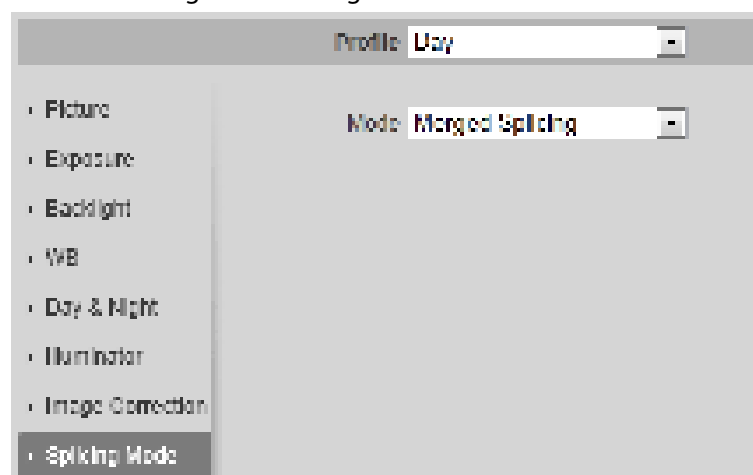 Profile Day
Mode Merged Splicing
Picture
Exposure
Backlight
WB
Day & Night
Illuminator
Image Correction
Splicing Mode